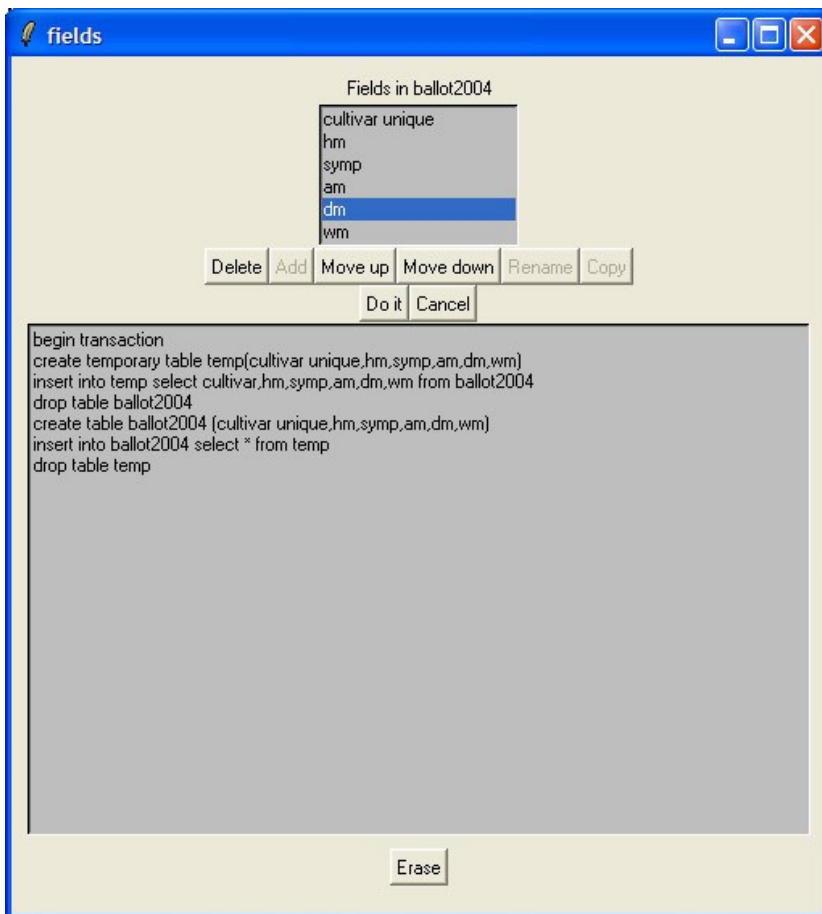 fields
Fields in ballot2004
cultivar unique
hm
symp
am
dm
wm
Delete Add Move up Move down Rename Copy
Do it Cancel
begin transaction
create temporary table temp(cultivar unique,hm,symp,am,dm,wm)
insert into temp select cultivar,hm,symp,am,dm,wm from ballot2004
drop table ballot2004
create table ballot2004 (cultivar unique,hm,symp,am,dm,wm)
insert into ballot2004 select * from temp
drop table temp
Erase